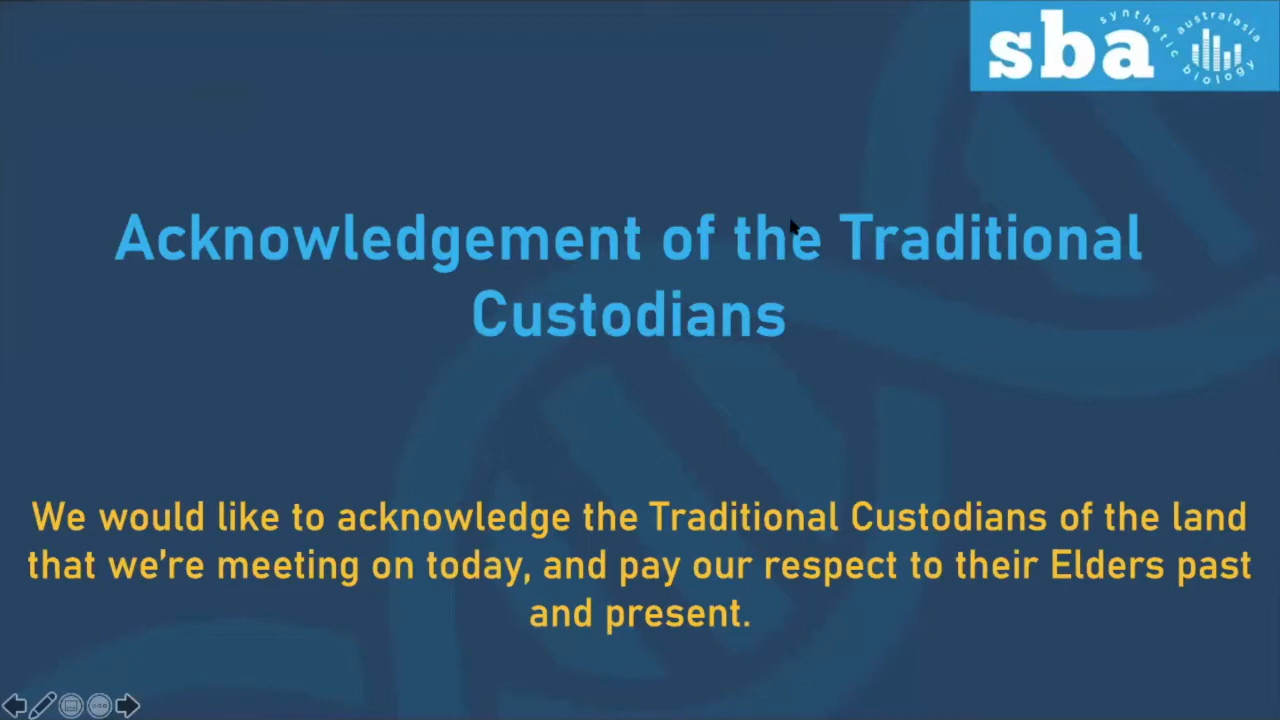 sba
synthetic biology
australasia
Acknowledgement of the Traditional
Custodians
We would like to acknowledge the Traditional Custodians of the land
that we're meeting on today, and pay our respect to their Elders past
and present.